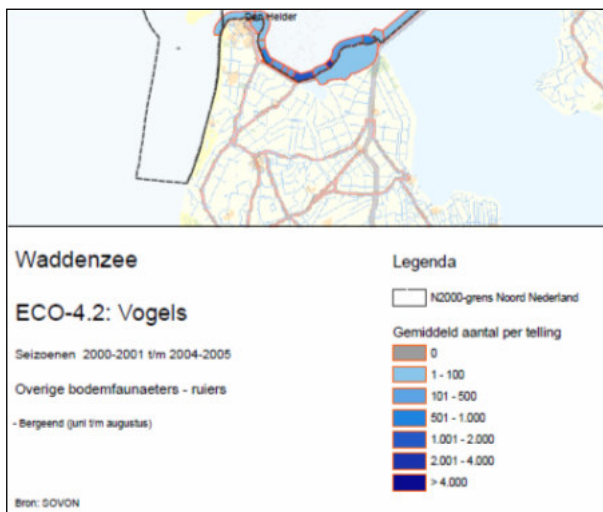 Den Helder
Waddenzee
ECO-4.2: Vogels
Seizoenen 2000-2001 t/m 2004-2005
Overige bodemfaunaeters - ruiers
- Bergeend (juni t/m augustus)
Bron: SOVON
Legenda
N2000-grens Noord Nederland
Gemiddeld aantal per telling
0
1 - 100
101 - 500
501 - 1.000
1.001 - 2.000
2.001 - 4.000
> 4.000